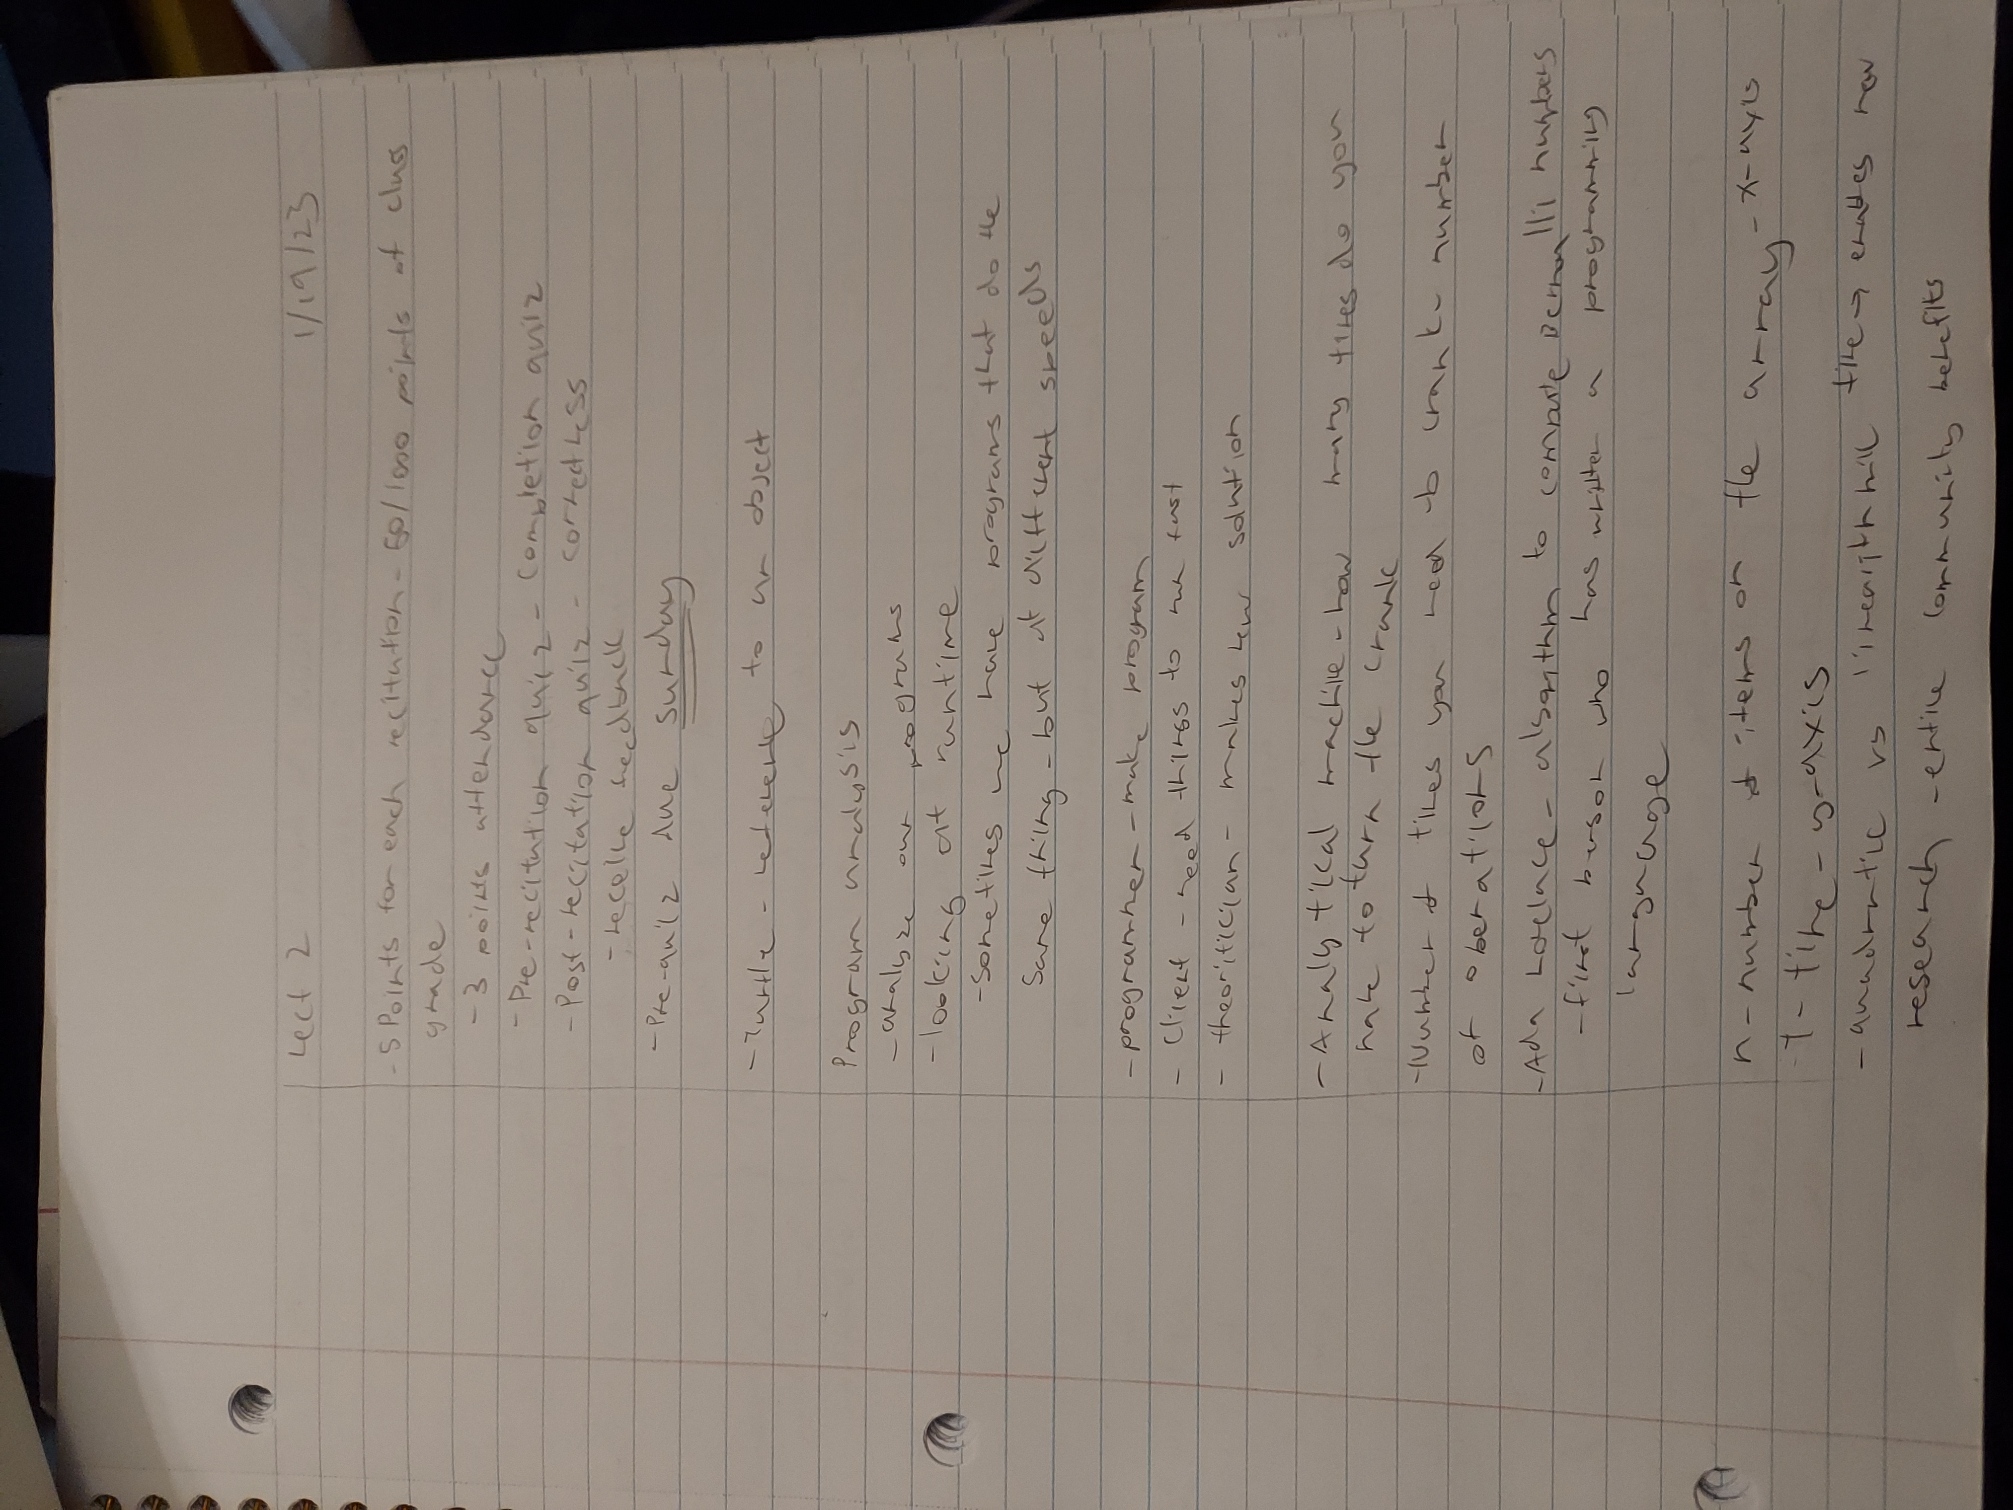 Lect 2 1/19/23
- 5 Points for each recitation - 50/1000 points of class
grade
- 3 points attendance
- Pre-recitation quiz - completion quiz
- Post-recitation quiz - correctness
- receive feedback
- Pre-quiz due Sunday
- Turtle - reference to an object
Program analysis
- analyze our programs
- looking at runtime
- Sometimes we have programs that do the
same thing - but at different speeds
- programmer - make program
- Client - need things to run fast
- theoritician - makes new solution
- Analytical machine - how many times do you
have to turn the crank
- Number of times you need to crank - number
of operations
- Ada Lovelace - algorithm to compute Bernoulli numbers
- first person who has written a programming
language
n - number of items on the array - x-axis
T - time - y-axis
- quadratic vs linearithmic time → enables new
research - entire community benefits